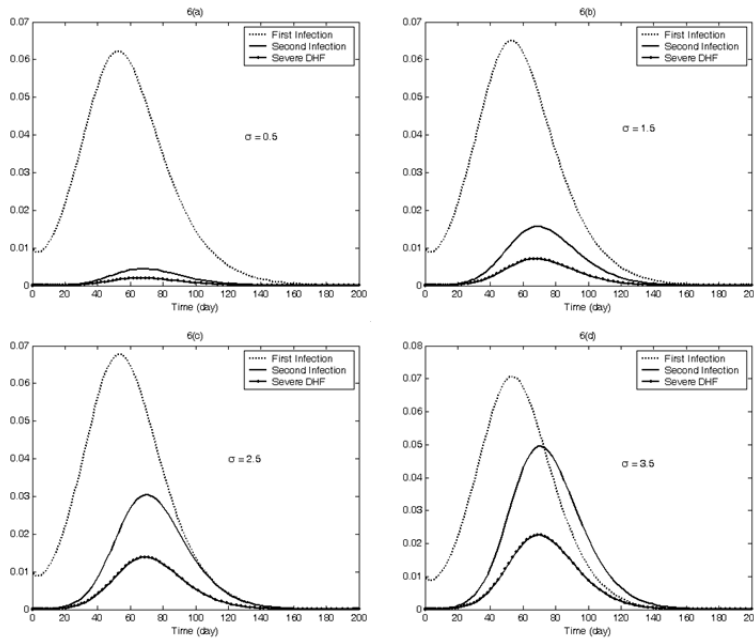 6(a)
0.07
0.06
0.05
0.04
0.03
0.02
0.01
0
First Infection
Second Infection
Severe DHF
σ = 0.5
0 20 40 60 80 100 120 140 160 180 200
Time (day)
6(b)
0.07
0.06
0.05
0.04
0.03
0.02
0.01
0
First Infection
Second Infection
Severe DHF
σ = 1.5
0 20 40 60 80 100 120 140 160 180 200
Time (day)
6(c)
0.07
0.06
0.05
0.04
0.03
0.02
0.01
0
First Infection
Second Infection
Severe DHF
σ = 2.5
0 20 40 60 80 100 120 140 160 180 200
Time (day)
6(d)
0.08
0.07
0.06
0.05
0.04
0.03
0.02
0.01
0
First Infection
Second Infection
Severe DHF
σ = 3.5
0 20 40 60 80 100 120 140 160 180 200
Time (day)